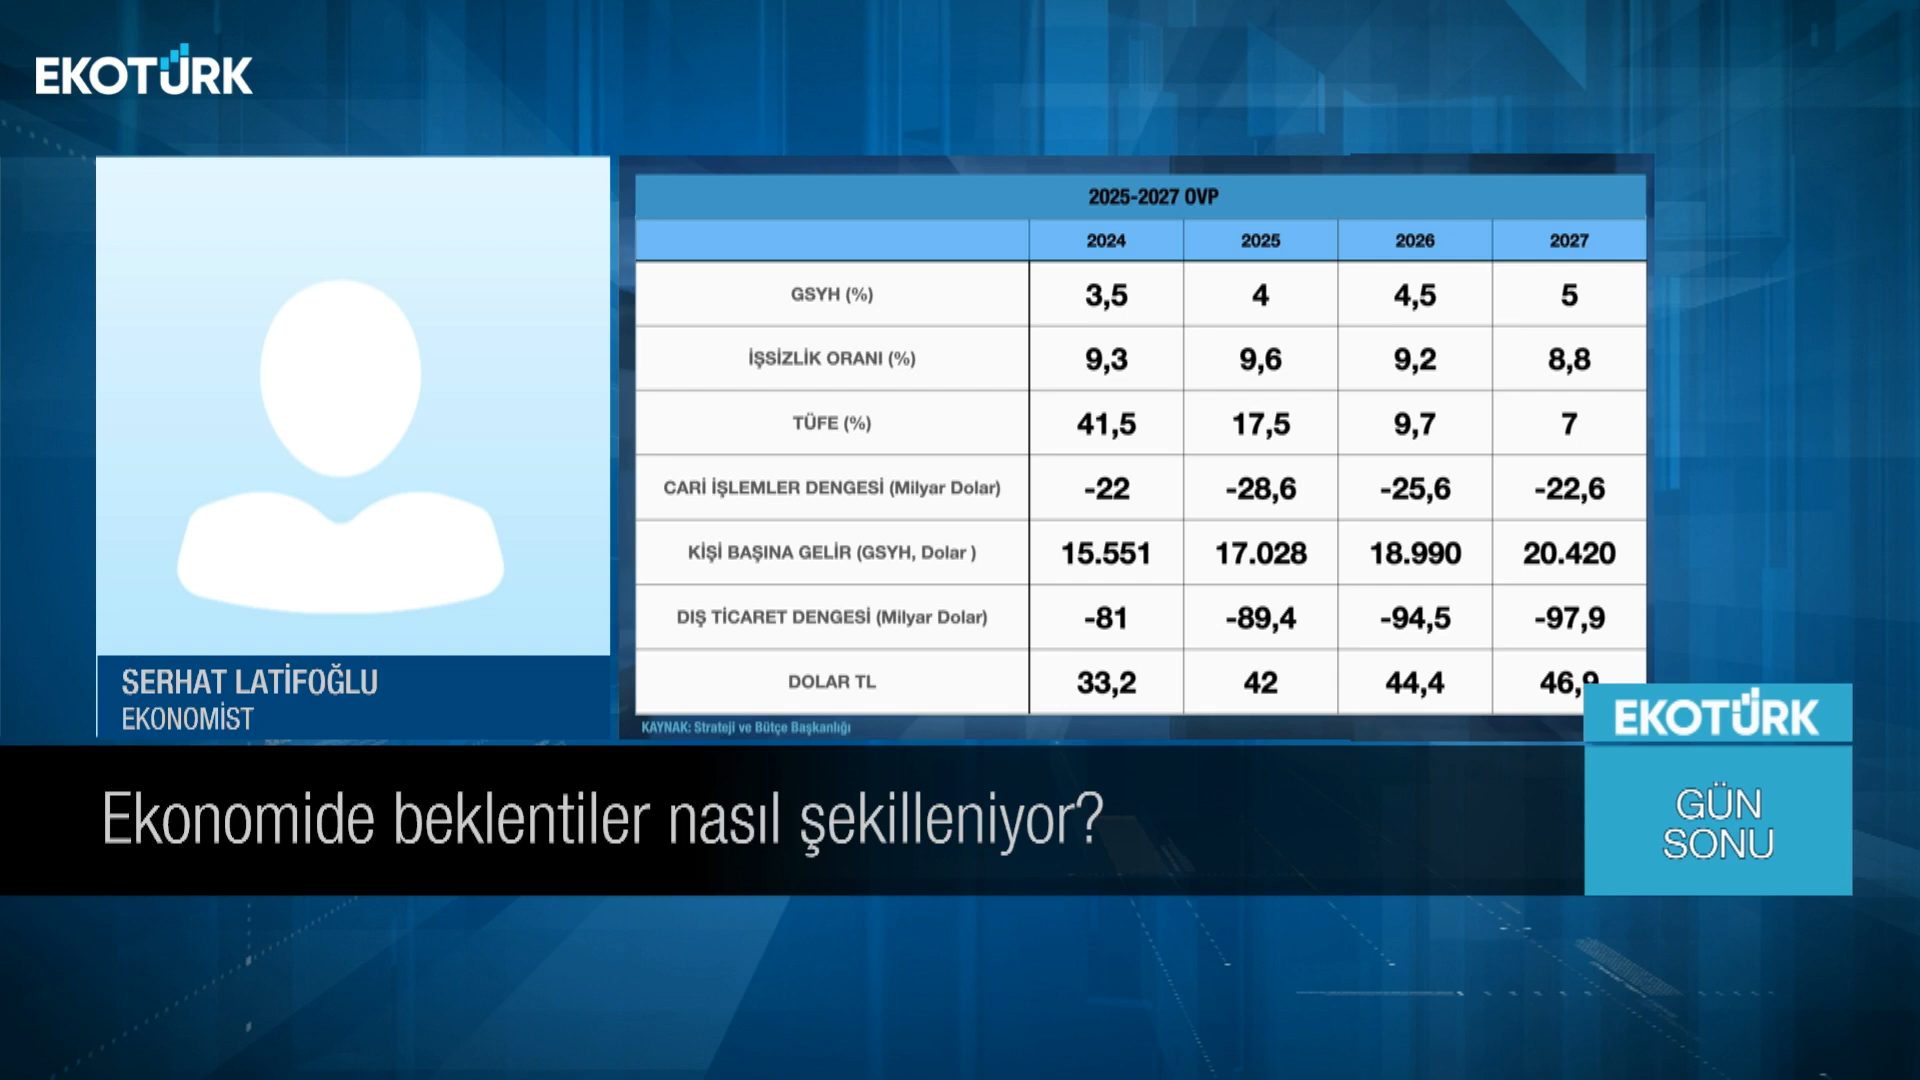 EKOTÜRK
2025-2027 OVP
2024 2025 2026 2027
GSYH (%) 3,5 4 4,5 5
İŞSİZLİK ORANI (%) 9,3 9,6 9,2 8,8
TÜFE (%) 41,5 17,5 9,7 7
CARİ İŞLEMLER DENGESİ (Milyar Dolar) -22 -28,6 -25,6 -22,6
KİŞİ BAŞINA GELİR (GSYH, Dolar ) 15.551 17.028 18.990 20.420
DIŞ TİCARET DENGESİ (Milyar Dolar) -81 -89,4 -94,5 -97,9
DOLAR TL 33,2 42 44,4 46,9
KAYNAK: Strateji ve Bütçe Başkanlığı
SERHAT LATİFOĞLU
EKONOMİST
EKOTÜRK
Ekonomide beklentiler nasıl şekilleniyor?
GÜN
SONU